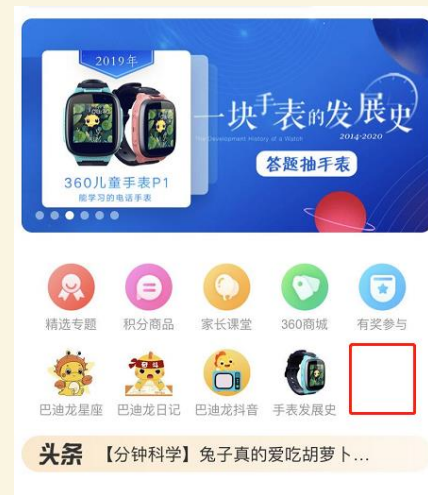 2019年
一块手表的发展史
The Development History of a Watch
2014-2020
答题抽手表
360儿童手表P1
能学习的电话手表
精选专题 积分商品 家长课堂 360商城 有奖参与
巴迪龙星座 巴迪龙日记 巴迪龙抖音 手表发展史
头条 【分钟科学】兔子真的爱吃胡萝卜...